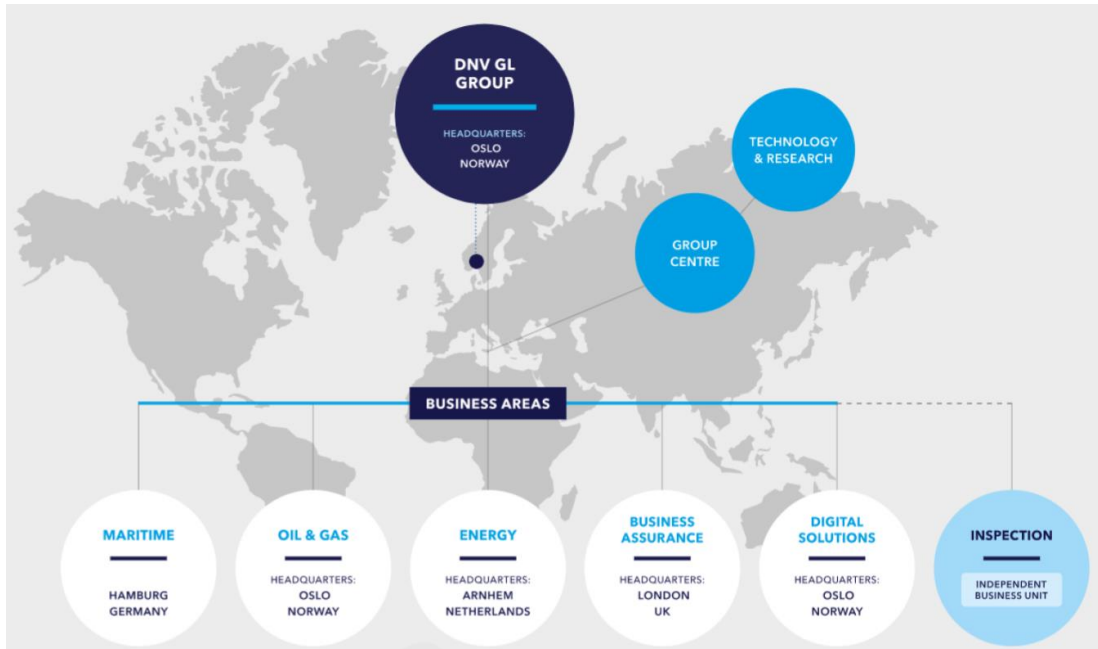 DNV GL
GROUP
HEADQUARTERS:
OSLO
NORWAY
TECHNOLOGY
& RESEARCH
GROUP
CENTRE
BUSINESS AREAS
MARITIME
HAMBURG
GERMANY
OIL & GAS
HEADQUARTERS:
OSLO
NORWAY
ENERGY
HEADQUARTERS:
ARNHEM
NETHERLANDS
BUSINESS
ASSURANCE
HEADQUARTERS:
LONDON
UK
DIGITAL
SOLUTIONS
HEADQUARTERS:
OSLO
NORWAY
INSPECTION
INDEPENDENT
BUSINESS UNIT